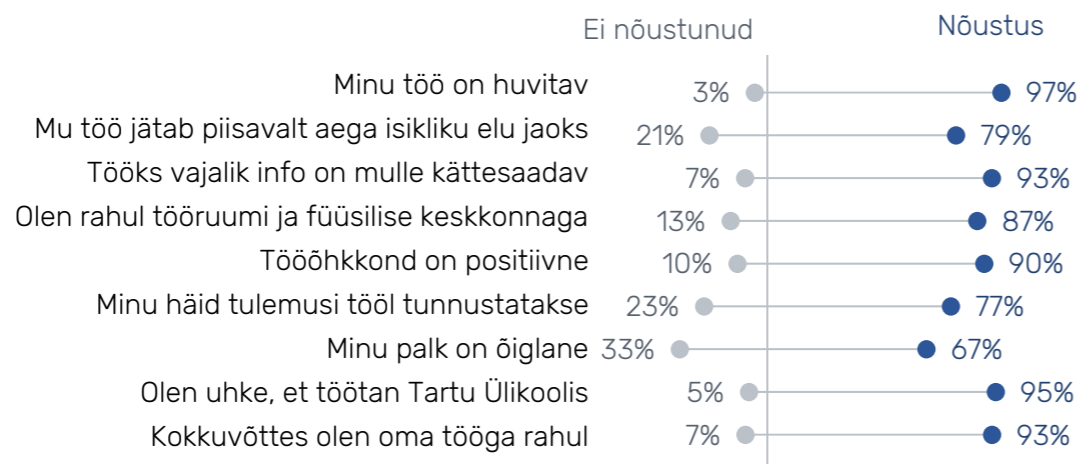 Ei nõustunud Nõustus
Minu töö on huvitav 3% 97%
Mu töö jätab piisavalt aega isikliku elu jaoks 21% 79%
Tööks vajalik info on mulle kättesaadav 7% 93%
Olen rahul tööruumi ja füüsilise keskkonnaga 13% 87%
Tööõhkkond on positiivne 10% 90%
Minu häid tulemusi tööl tunnustatakse 23% 77%
Minu palk on õiglane 33% 67%
Olen uhke, et töötan Tartu Ülikoolis 5% 95%
Kokkuvõttes olen oma tööga rahul 7% 93%